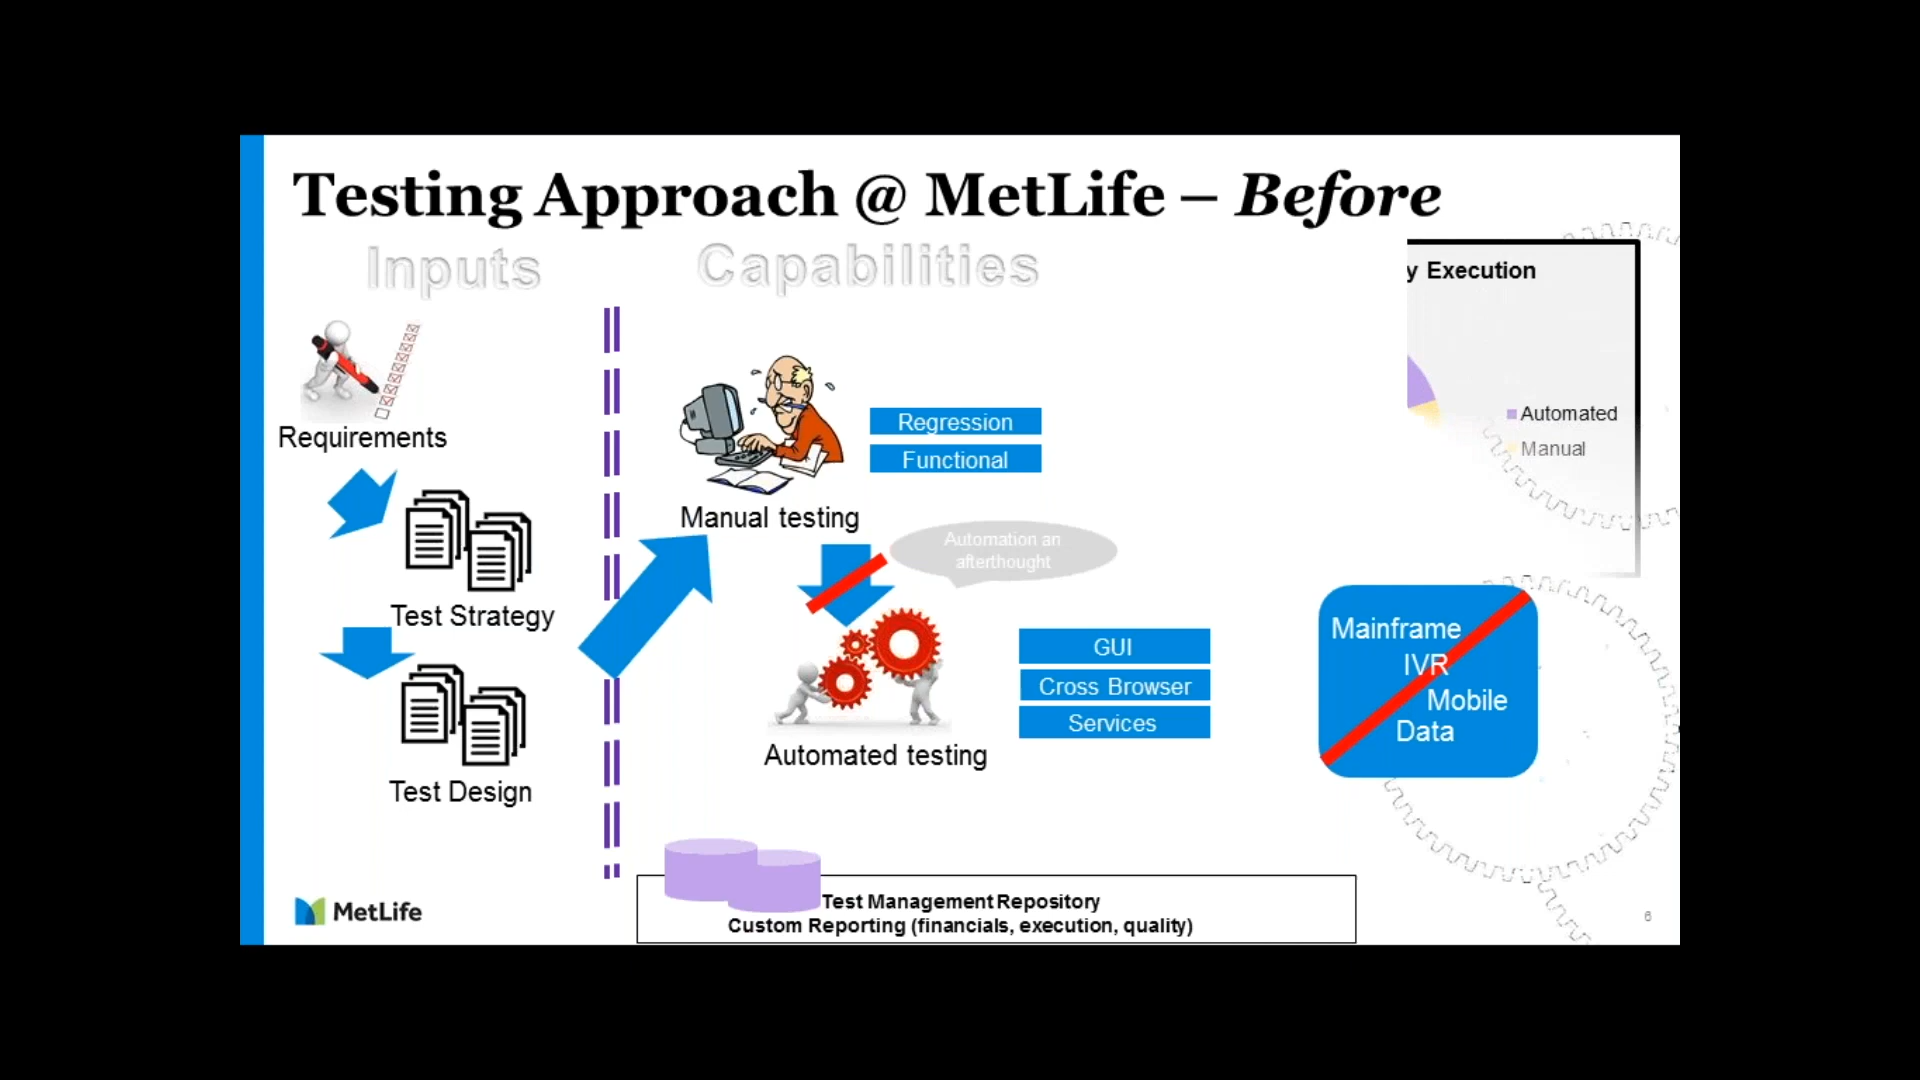 Testing Approach @ MetLife – Before
Inputs
Capabilities
y Execution
Automated
Manual
Requirements
Test Strategy
Test Design
Regression
Functional
Manual testing
Automation an
afterthought
GUI
Cross Browser
Services
Automated testing
Mainframe
IVR
Mobile
Data
Test Management Repository
Custom Reporting (financials, execution, quality)
MetLife
6